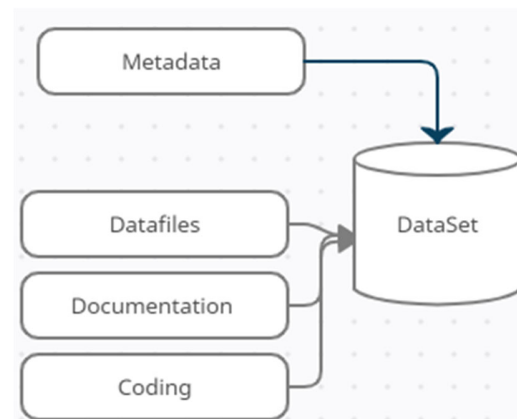 Metadata
Datafiles
DataSet
Documentation
Coding